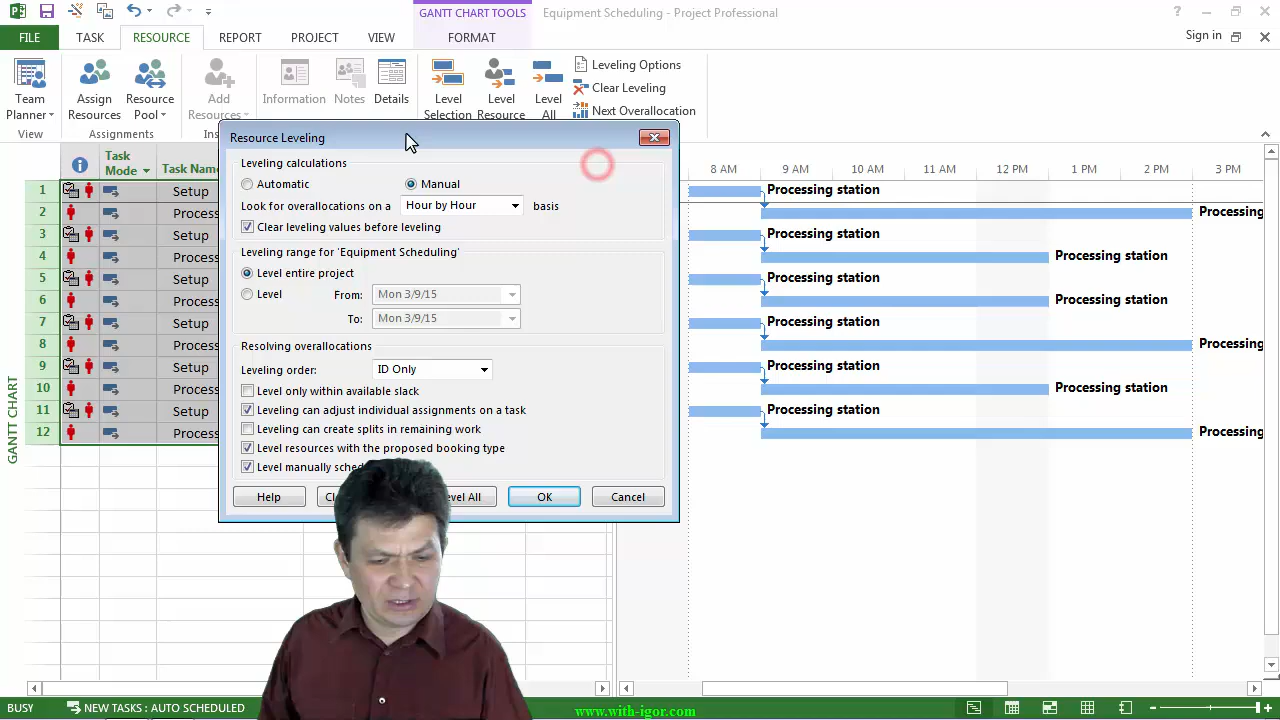 GANTT CHART TOOLS
Equipment Scheduling - Project Professional
FILE TASK RESOURCE REPORT PROJECT VIEW FORMAT
Sign in
Team Planner
Assign Resources
Resource Pool
Add Resources
Information
Notes
Details
Level Selection
Level Resource
Level All
Leveling Options
Clear Leveling
Next Overallocation
View
Assignments
Ins
Resource Leveling
Leveling calculations
Automatic
Manual
Look for overallocations on a Hour by Hour basis
Clear leveling values before leveling
Leveling range for 'Equipment Scheduling'
Level entire project
Level From: Mon 3/9/15
To: Mon 3/9/15
Resolving overallocations
Leveling order: ID Only
Level only within available slack
Leveling can adjust individual assignments on a task
Leveling can create splits in remaining work
Level resources with the proposed booking type
Level manually sched
Help Cl evel All OK Cancel
Task Mode
Task Name
1 Setup
2 Process
3 Setup
4 Process
5 Setup
6 Process
7 Setup
8 Process
9 Setup
10 Process
11 Setup
12 Process
8 AM 9 AM 10 AM 11 AM 12 PM 1 PM 2 PM 3 PM
Processing station
Processing
Processing station
Processing station
Processing station
Processing station
Processing station
Processing
Processing station
Processing station
Processing station
Processing
GANTT CHART
BUSY
NEW TASKS : AUTO SCHEDULED
www.with-igor.com